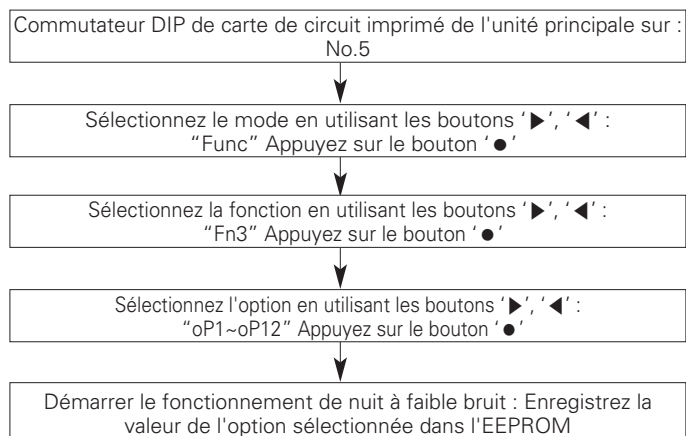 Commutateur DIP de carte de circuit imprimé de l'unité principale sur :
No.5
Sélectionnez le mode en utilisant les boutons ‘▶’, ‘◀’ :
“Func” Appuyez sur le bouton ‘●’
Sélectionnez la fonction en utilisant les boutons ‘▶’, ‘◀’ :
“Fn3” Appuyez sur le bouton ‘●’
Sélectionnez l'option en utilisant les boutons ‘▶’, ‘◀’ :
“oP1~oP12” Appuyez sur le bouton ‘●’
Démarrer le fonctionnement de nuit à faible bruit : Enregistrez la
valeur de l'option sélectionnée dans l'EEPROM